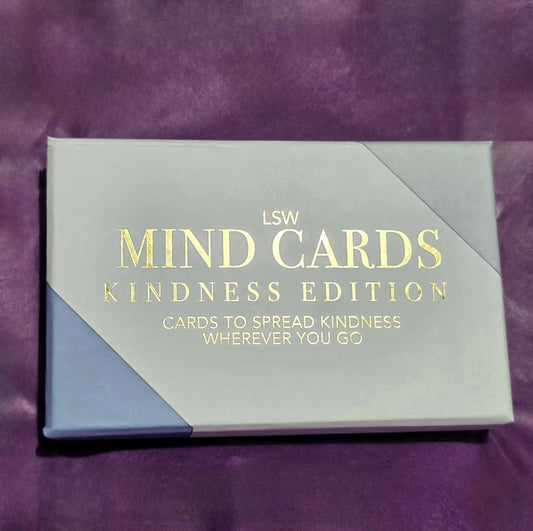 LSW
MIND CARDS
KINDNESS EDITION
CARDS TO SPREAD KINDNESS
WHEREVER YOU GO